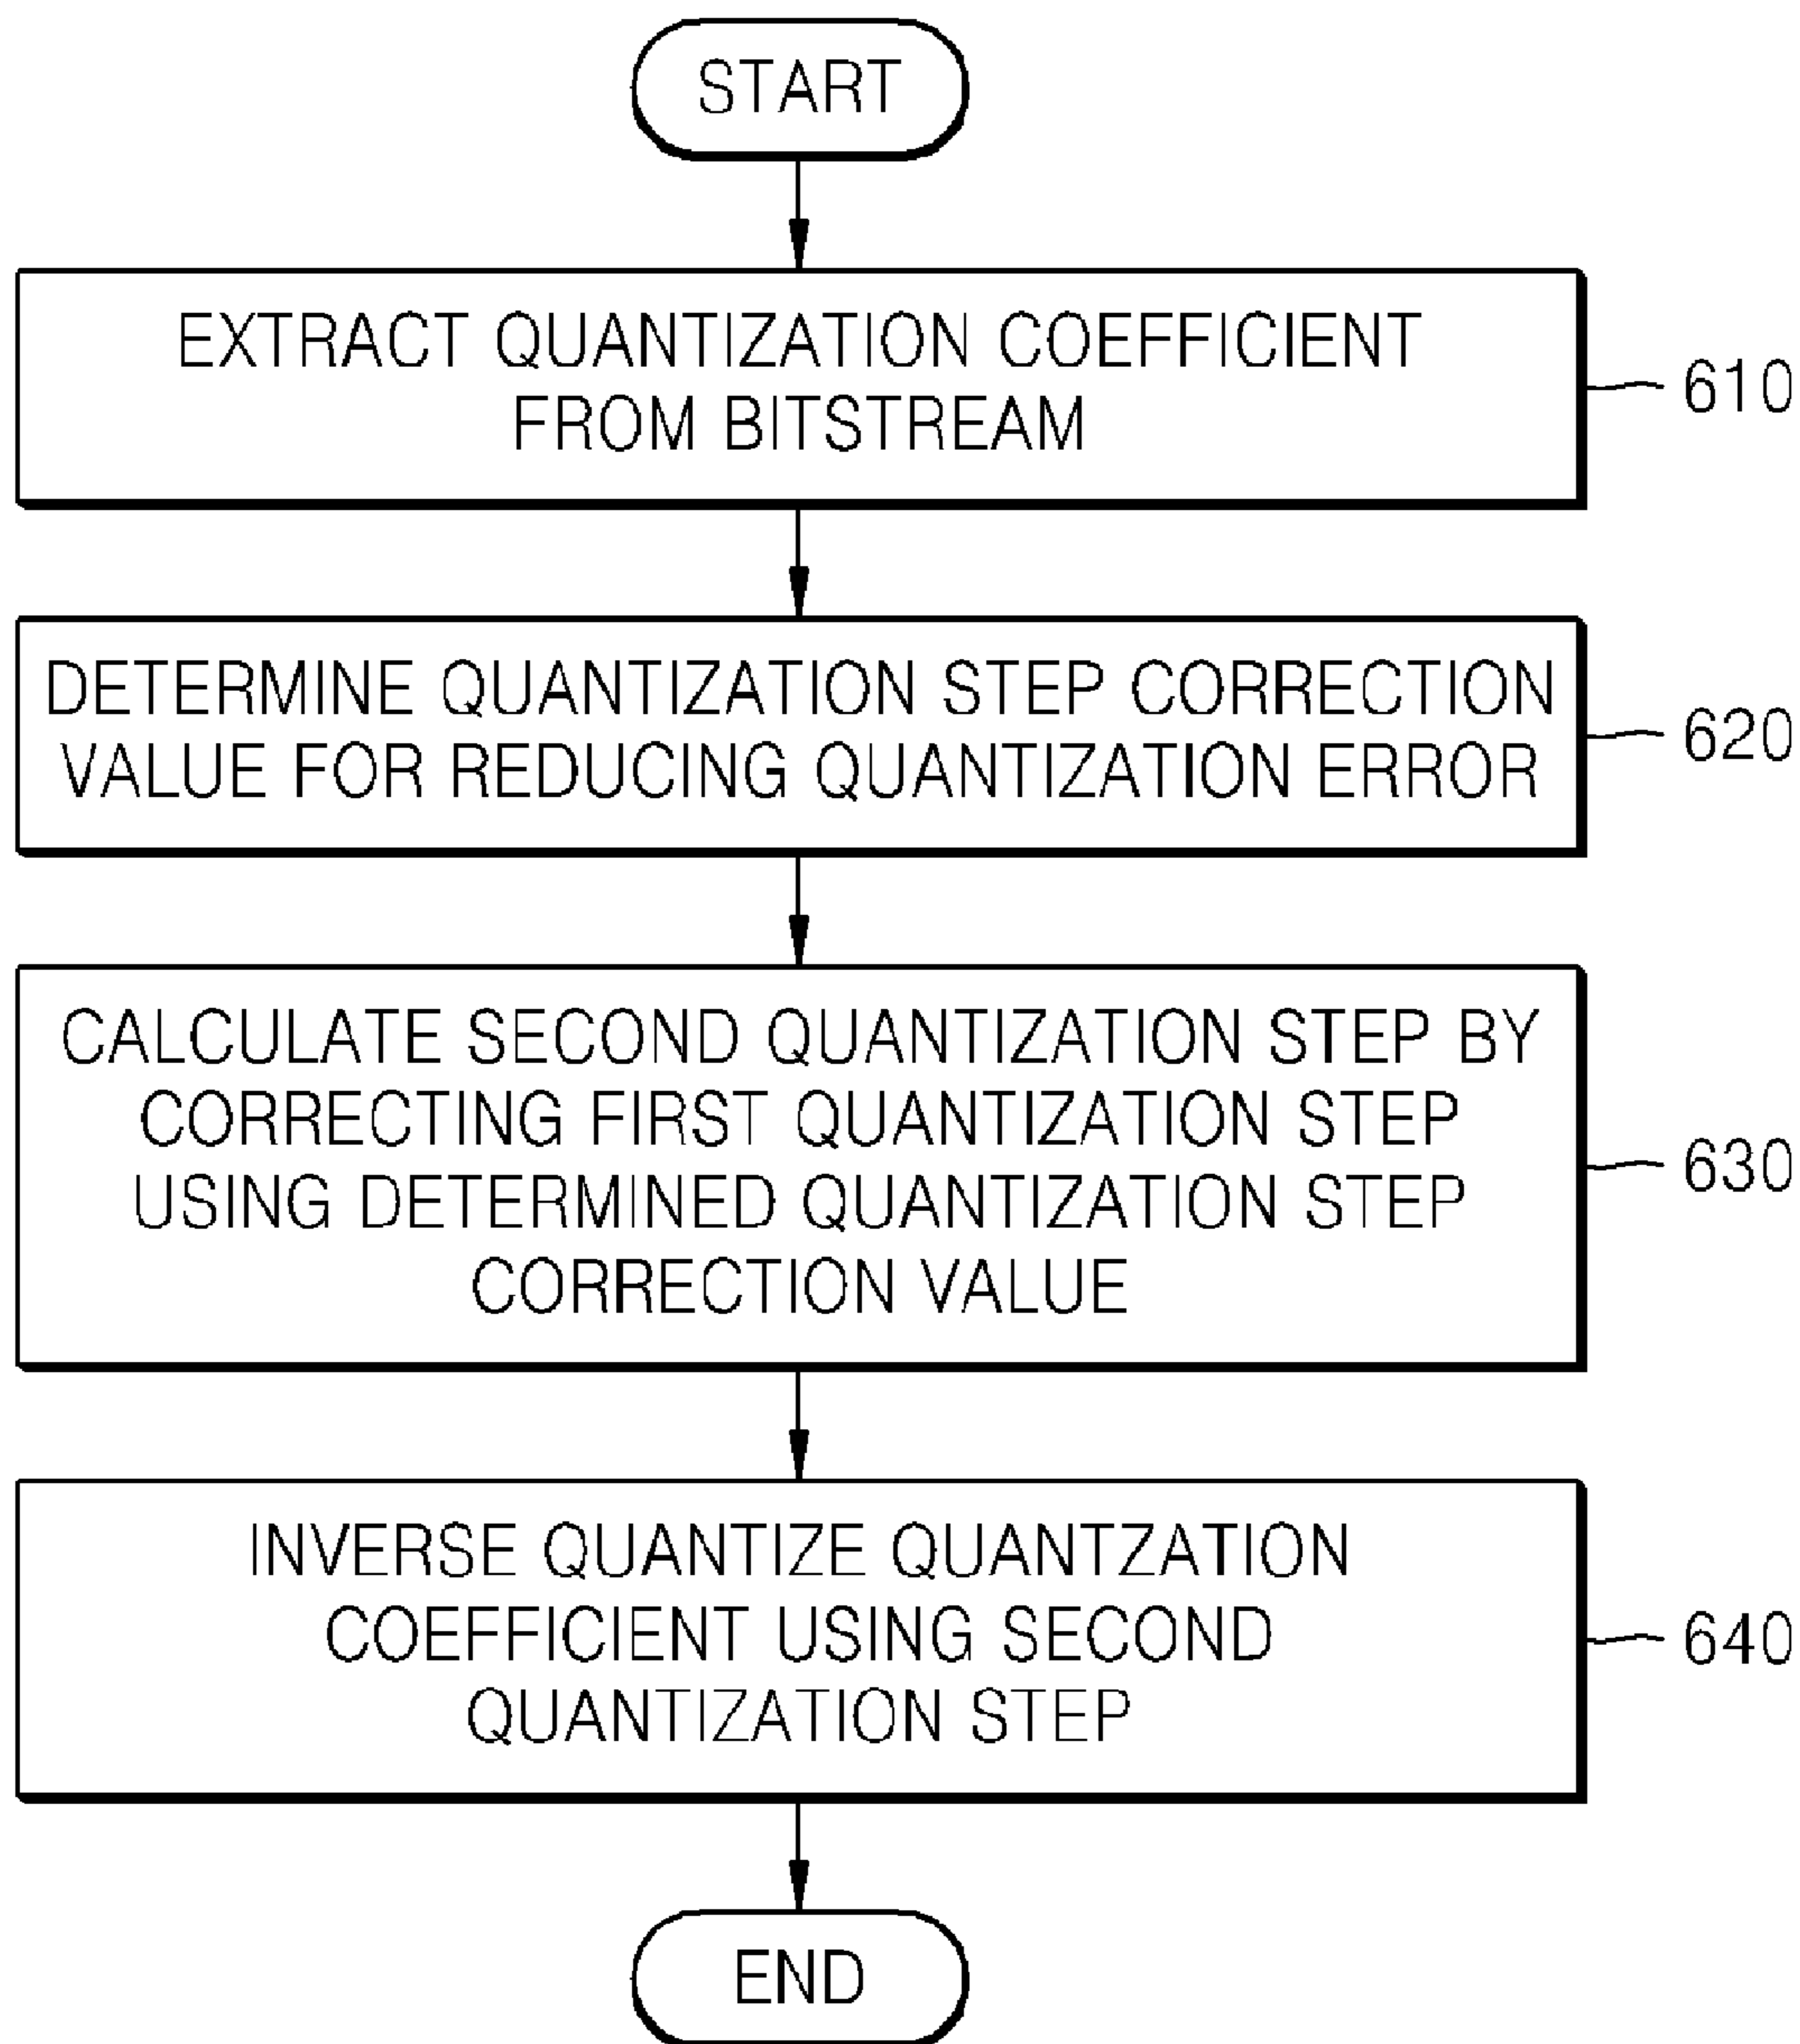 START
EXTRACT QUANTIZATION COEFFICIENT
FROM BITSTREAM
610
DETERMINE QUANTIZATION STEP CORRECTION
VALUE FOR REDUCING QUANTIZATION ERROR
620
CALCULATE SECOND QUANTIZATION STEP BY
CORRECTING FIRST QUANTIZATION STEP
USING DETERMINED QUANTIZATION STEP
CORRECTION VALUE
630
INVERSE QUANTIZE QUANTZATION
COEFFICIENT USING SECOND
QUANTIZATION STEP
640
END